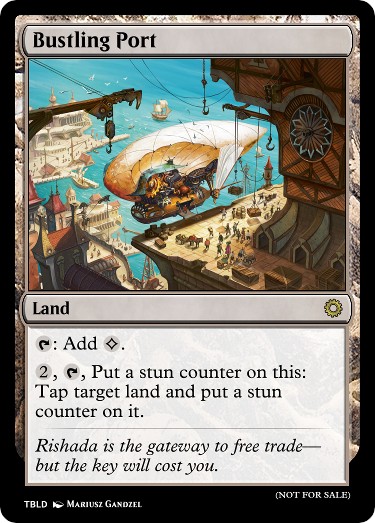 Bustling Port
Land
: Add .
2, , Put a stun counter on this:
Tap target land and put a stun
counter on it.
Rishada is the gateway to free trade—
but the key will cost you.
(NOT FOR SALE)
TBLD Mariusz Gandzel